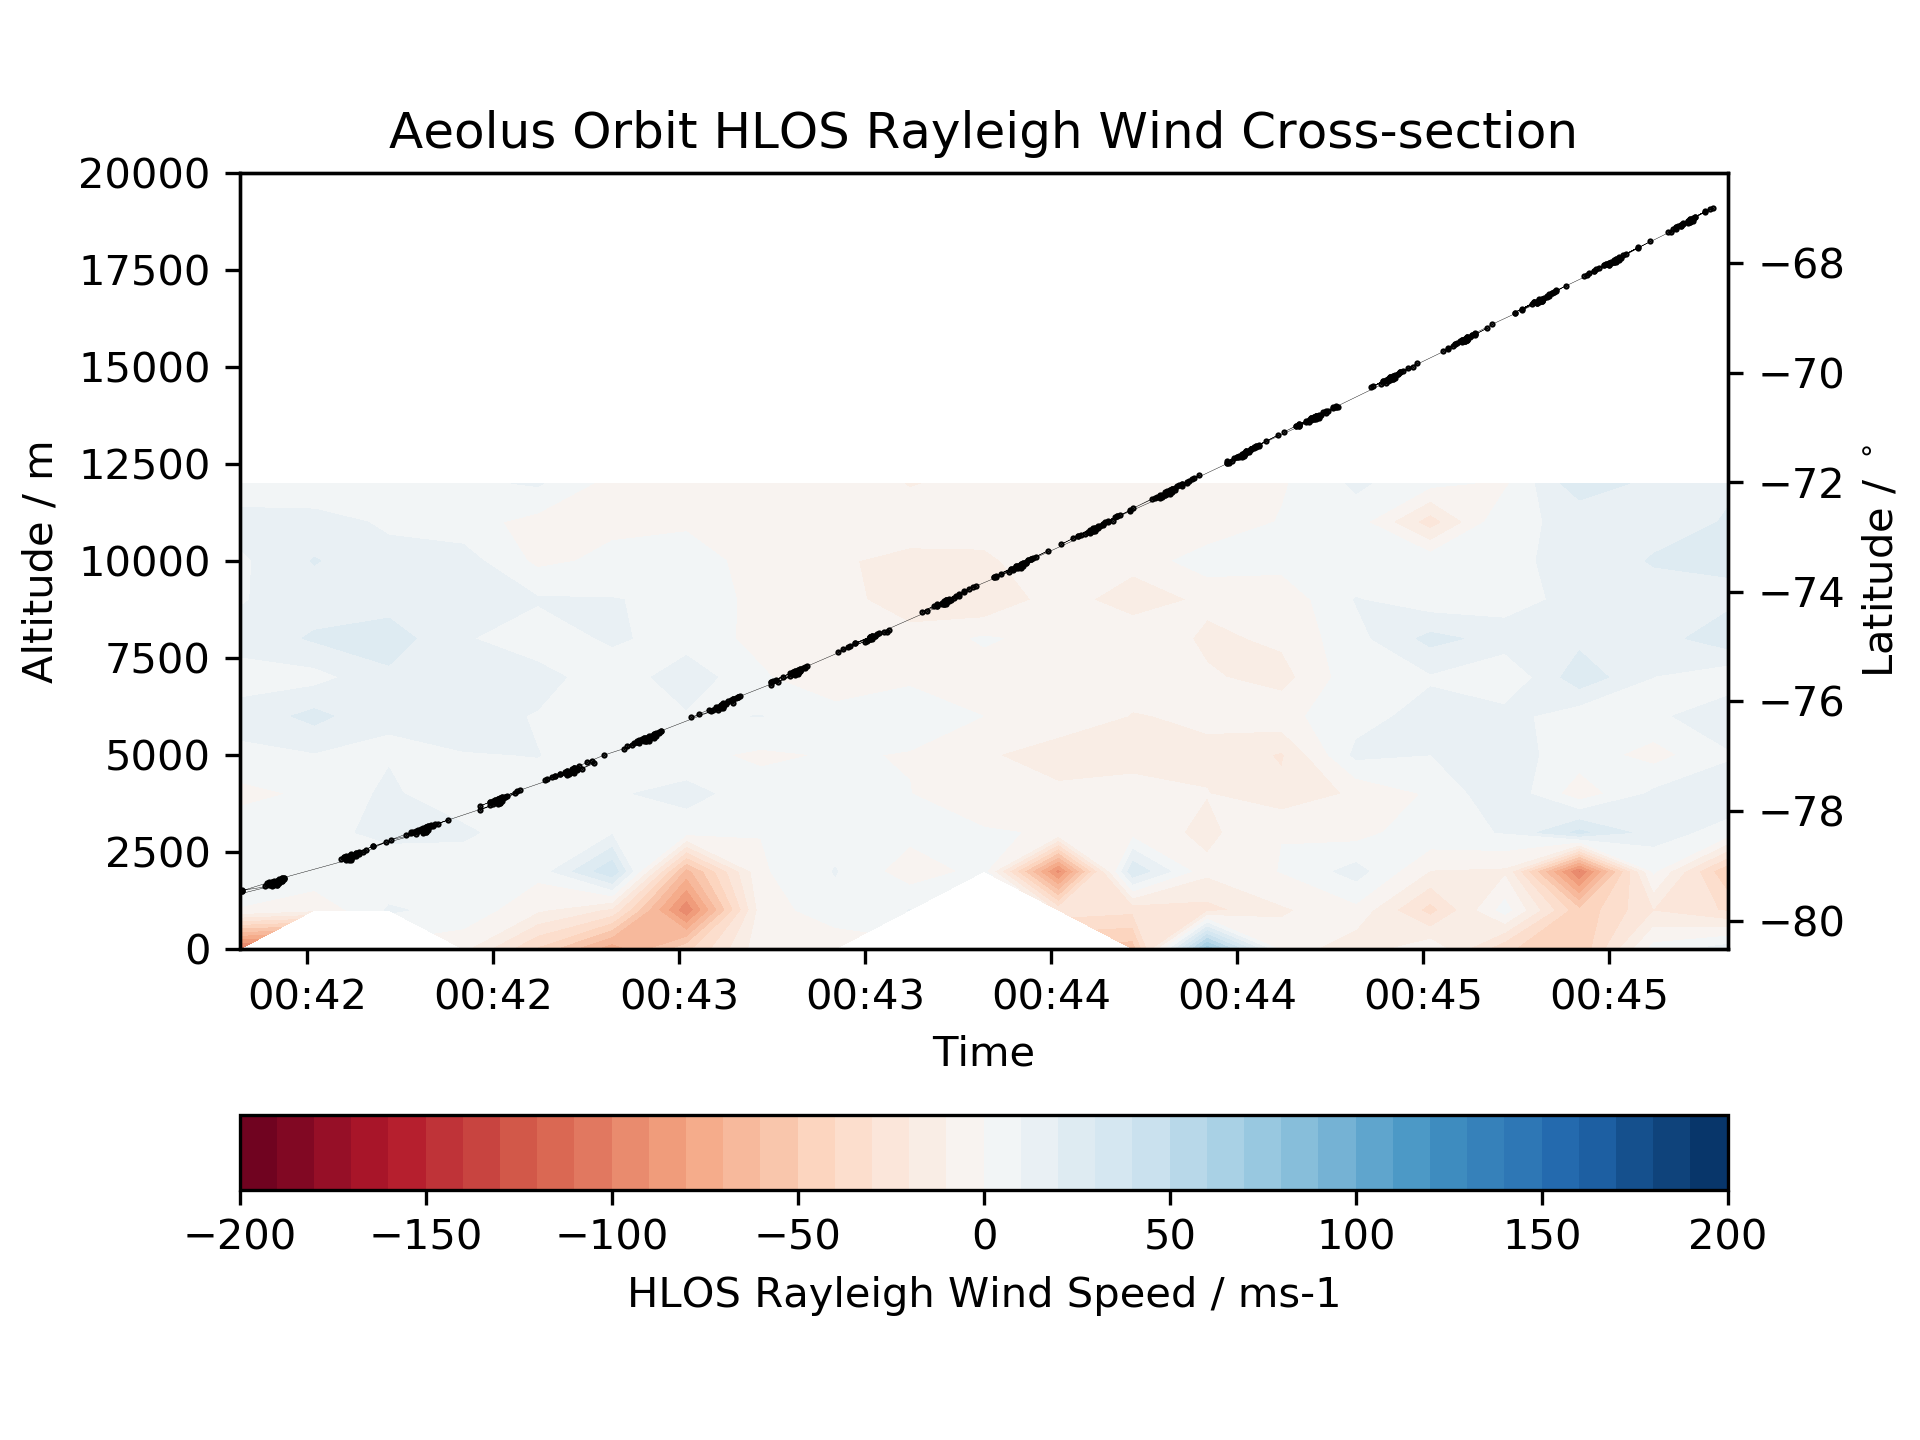 Aeolus Orbit HLOS Rayleigh Wind Cross-section
20000
17500
15000
12500
10000
7500
5000
2500
0
Altitude / m
−68
−70
−72
−74
−76
−78
−80
Latitude / °
00:42 00:42 00:43 00:43 00:44 00:44 00:45 00:45
Time
−200 −150 −100 −50 0 50 100 150 200
HLOS Rayleigh Wind Speed / ms-1